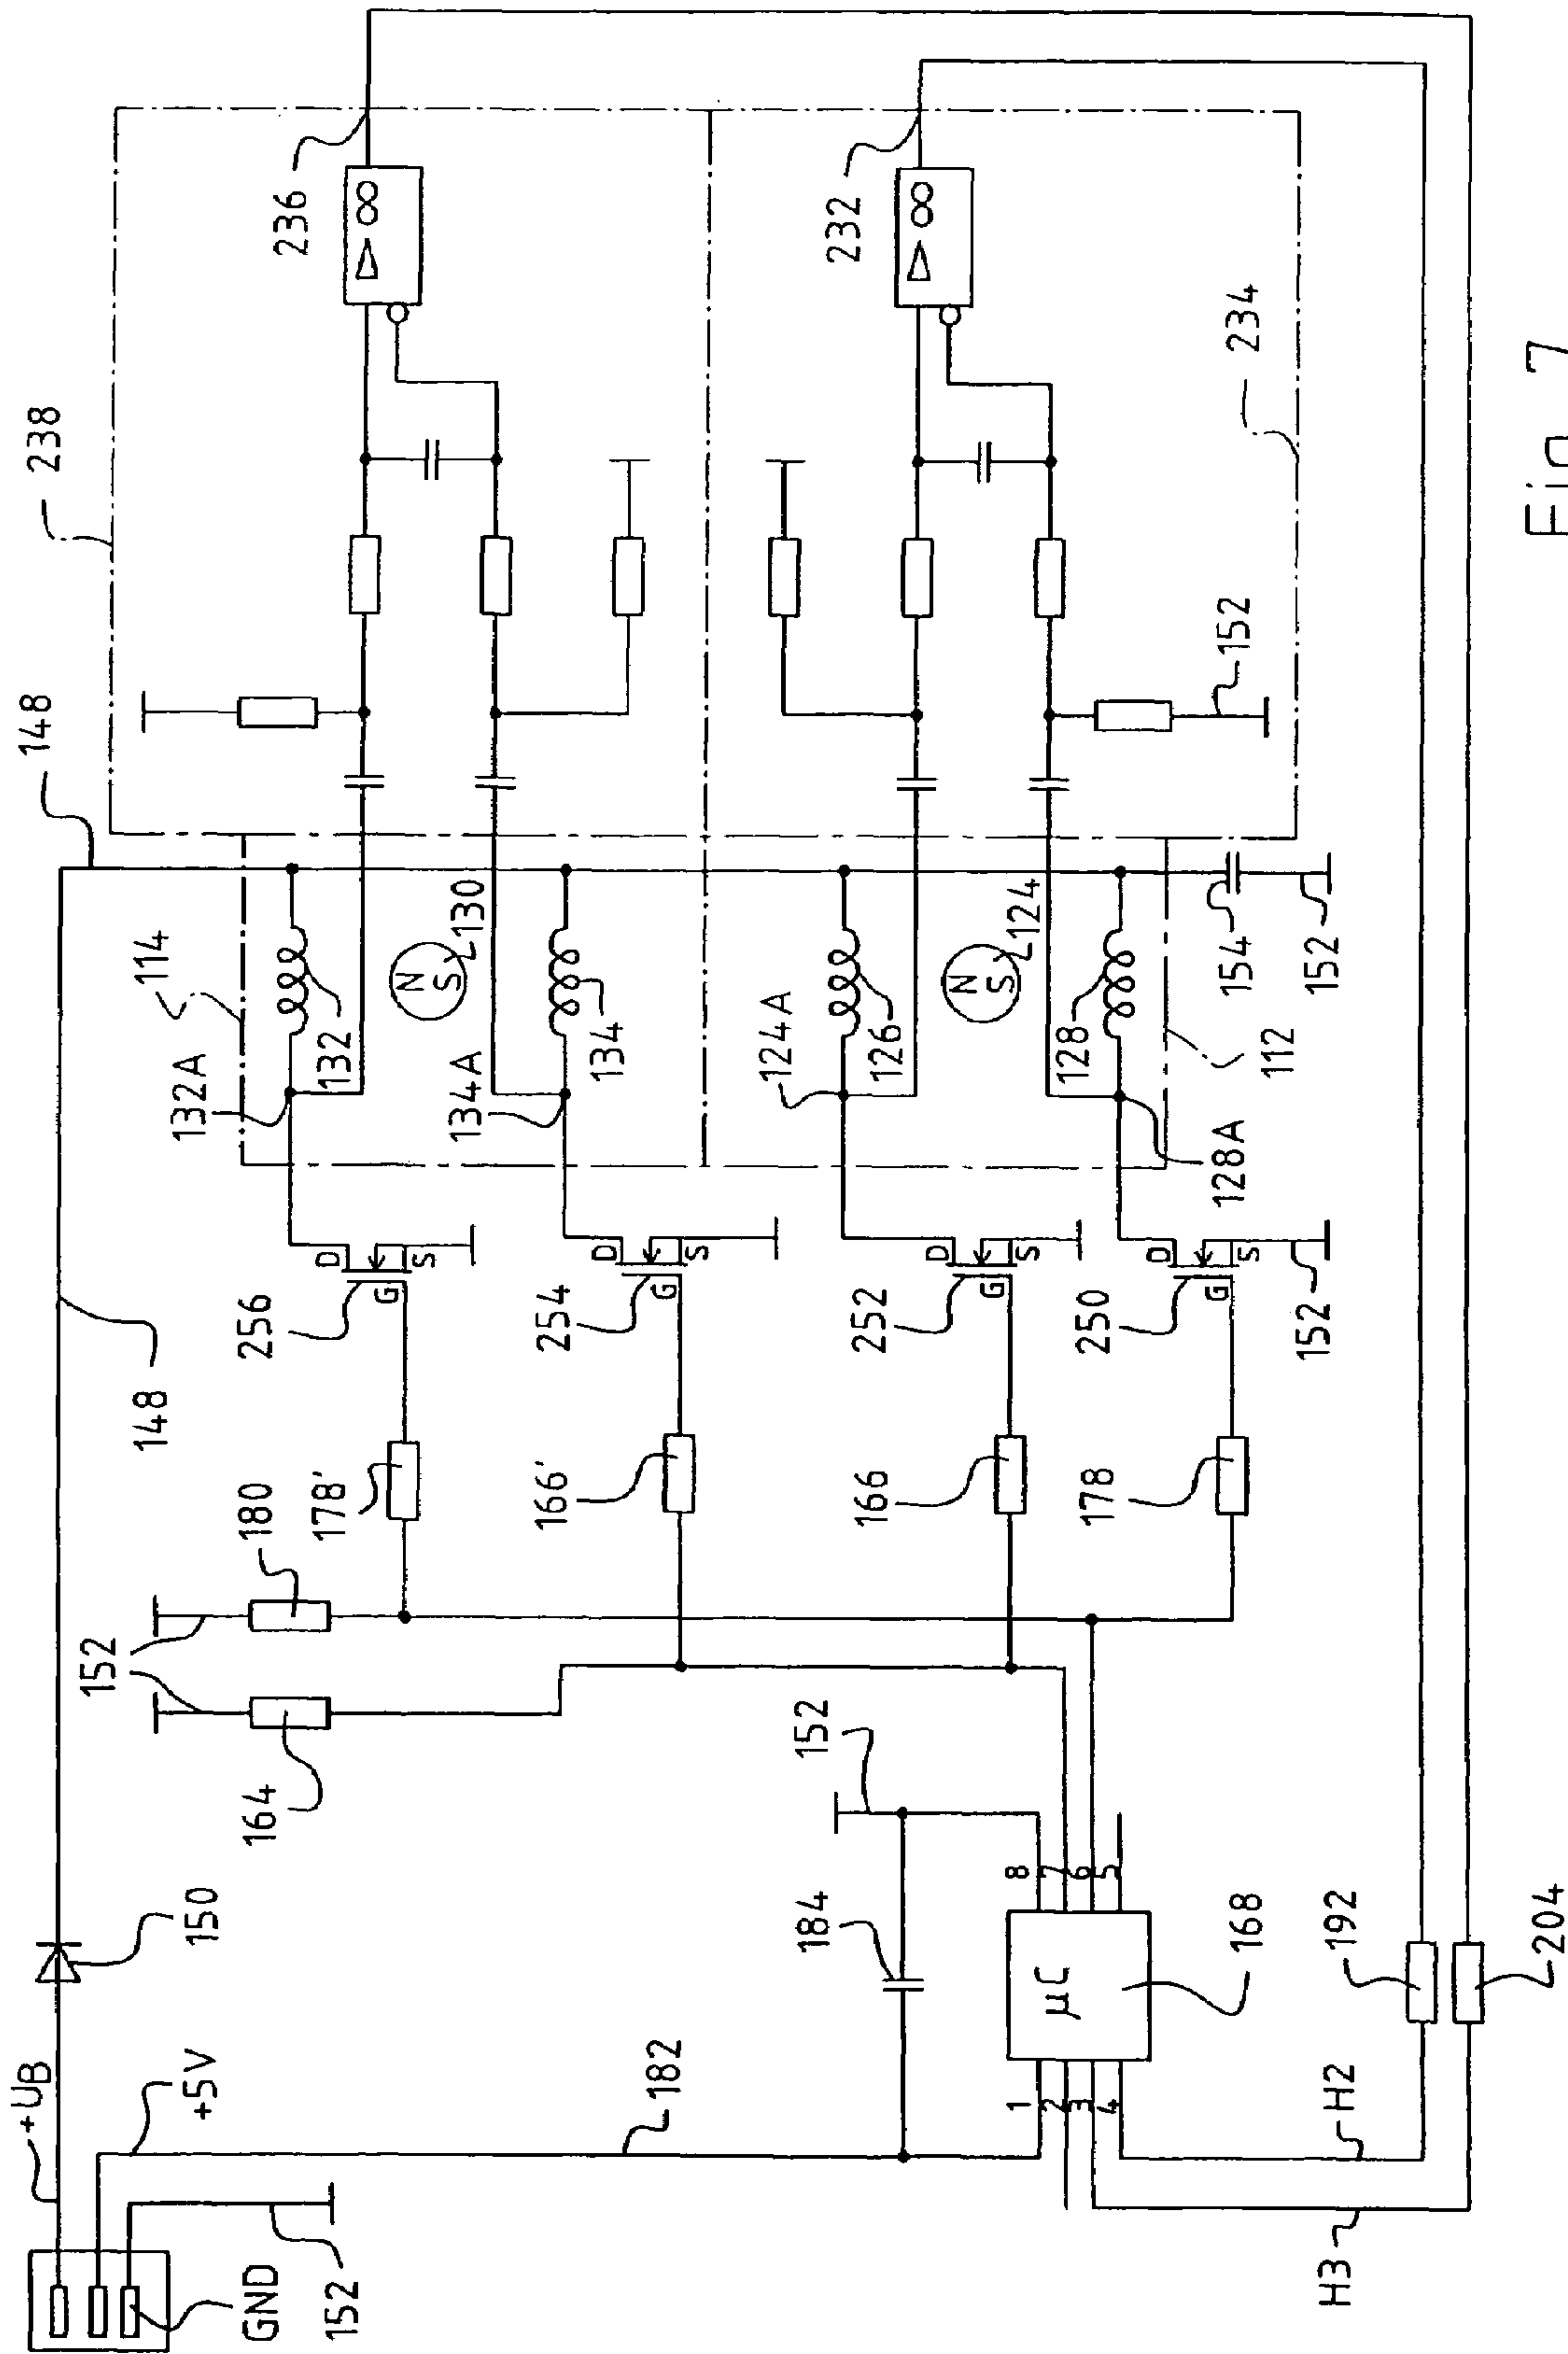 +UB
+5V
GND
152
150
148
148
238
236
∞
114
132A
132
N
S
130
134A
134
256
D
G
S
178'
180
152
164
254
D
G
S
166'
232
∞
234
124A
126
N
S
124
128
128A
112
154
152
152
252
D
G
S
166
250
D
G
S
178
152
182
184
152
µC
1
2
3
4
8
7
6
5
168
H2
H3
192
204
Fig. 7